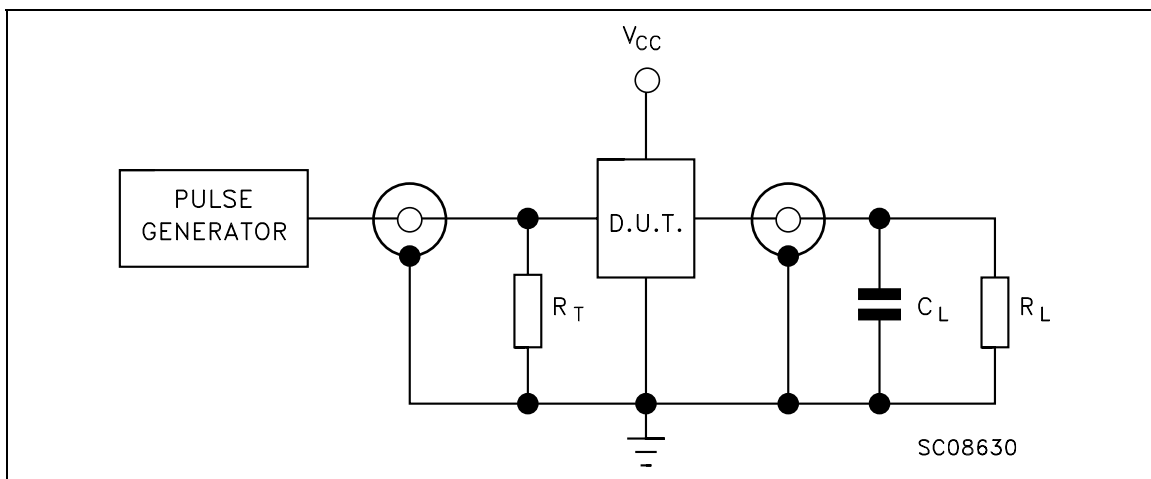 VCC
PULSE
GENERATOR
D.U.T.
RT
CL
RL
SC08630